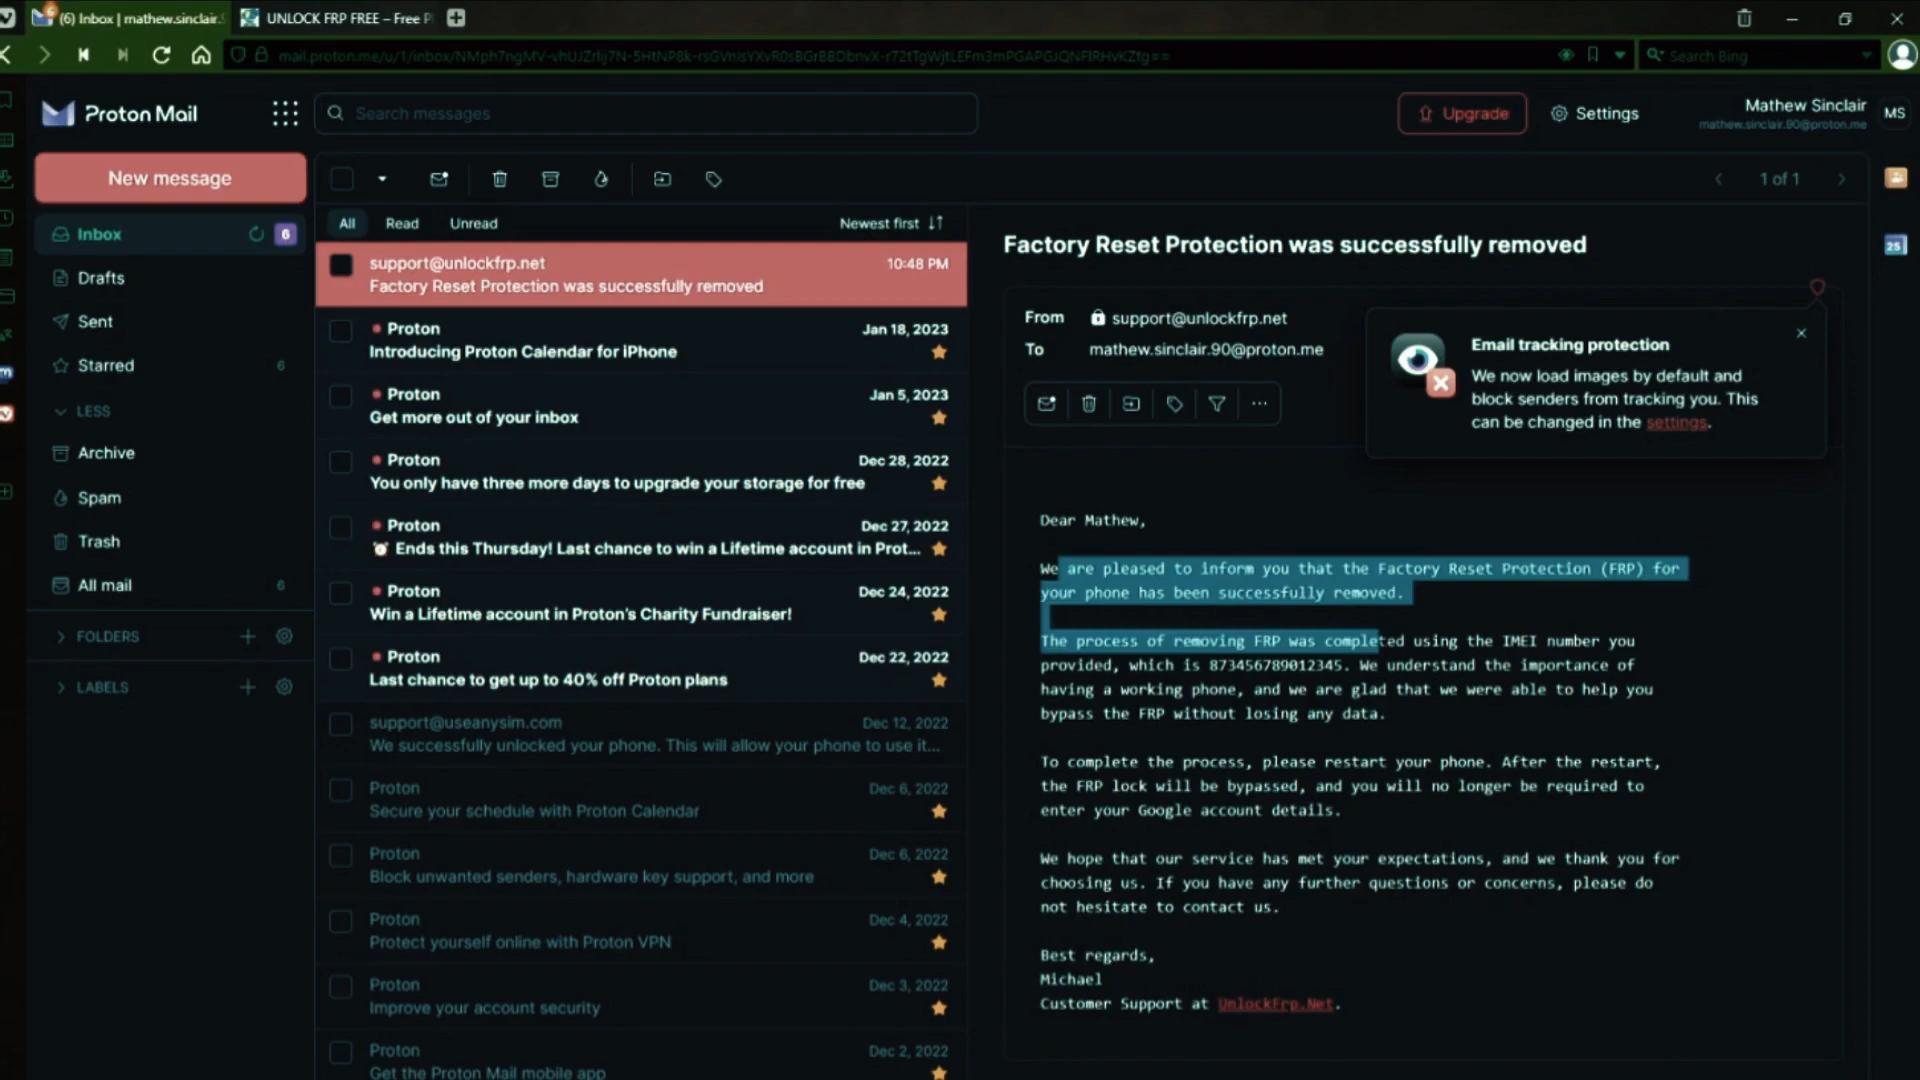 (6) Inbox | mathew.sinclair.
UNLOCK FRP FREE – Free P
mail.proton.me/u/1/inbox/
Search Bing
Proton Mail
Search messages
Upgrade
Settings
Mathew Sinclair
mathew.sinclair.90@proton.me
MS
New message
1 of 1
Inbox
6
Drafts
Sent
Starred
6
LESS
Archive
Spam
Trash
All mail
6
FOLDERS
LABELS
All
Read
Unread
Newest first
support@unlockfrp.net
10:48 PM
Factory Reset Protection was successfully removed
Proton
Jan 18, 2023
Introducing Proton Calendar for iPhone
Proton
Jan 5, 2023
Get more out of your inbox
Proton
Dec 28, 2022
You only have three more days to upgrade your storage for free
Proton
Dec 27, 2022
Ends this Thursday! Last chance to win a Lifetime account in Prot...
Proton
Dec 24, 2022
Win a Lifetime account in Proton's Charity Fundraiser!
Proton
Dec 22, 2022
Last chance to get up to 40% off Proton plans
support@useanysim.com
Dec 12, 2022
We successfully unlocked your phone. This will allow your phone to use it...
Proton
Dec 6, 2022
Secure your schedule with Proton Calendar
Proton
Dec 6, 2022
Block unwanted senders, hardware key support, and more
Proton
Dec 4, 2022
Protect yourself online with Proton VPN
Proton
Dec 3, 2022
Improve your account security
Proton
Dec 2, 2022
Get the Proton Mail mobile app
Factory Reset Protection was successfully removed
From
support@unlockfrp.net
To
mathew.sinclair.90@proton.me
Email tracking protection
We now load images by default and
block senders from tracking you. This
can be changed in the settings.
25
Dear Mathew,
We are pleased to inform you that the Factory Reset Protection (FRP) for
your phone has been successfully removed.
The process of removing FRP was completed using the IMEI number you
provided, which is 873456789012345. We understand the importance of
having a working phone, and we are glad that we were able to help you
bypass the FRP without losing any data.
To complete the process, please restart your phone. After the restart,
the FRP lock will be bypassed, and you will no longer be required to
enter your Google account details.
We hope that our service has met your expectations, and we thank you for
choosing us. If you have any further questions or concerns, please do
not hesitate to contact us.
Best regards,
Michael
Customer Support at UnlockFrp.Net.